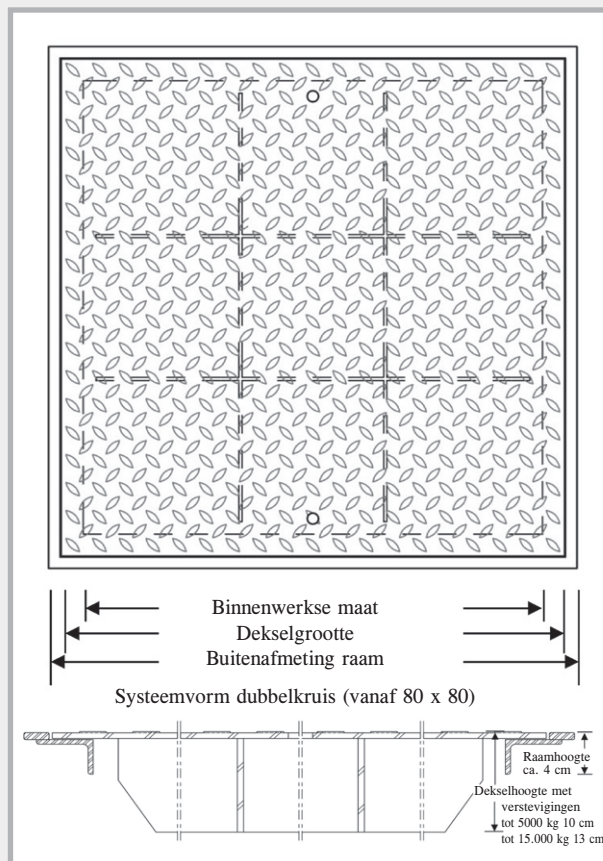 Binnenwerkse maat
Dekselgrootte
Buitenafmeting raam
Systeemvorm dubbelkruis (vanaf 80 x 80)
Raamhoogte
ca. 4 cm
Dekselhoogte met
verstevigingen
tot 5000 kg 10 cm
tot 15.000 kg 13 cm